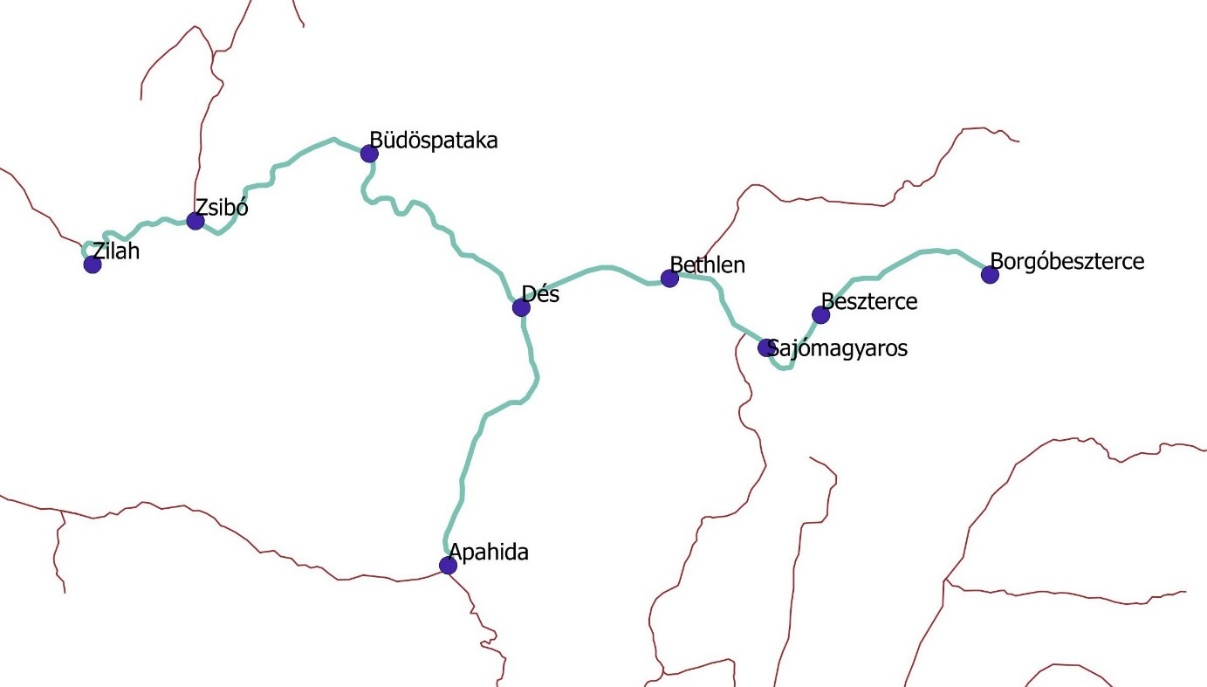 Büdöspataka
Zsibó
Zilah
Bethlen
Borgóbeszterce
Dés
Beszterce
Sajómagyaros
Apahida